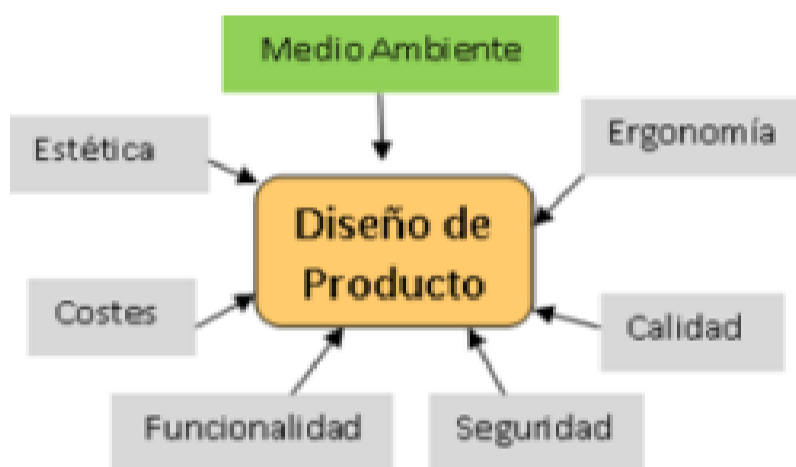 Medio Ambiente
Estética
Ergonomía
Diseño de
Producto
Costes
Calidad
Funcionalidad
Seguridad